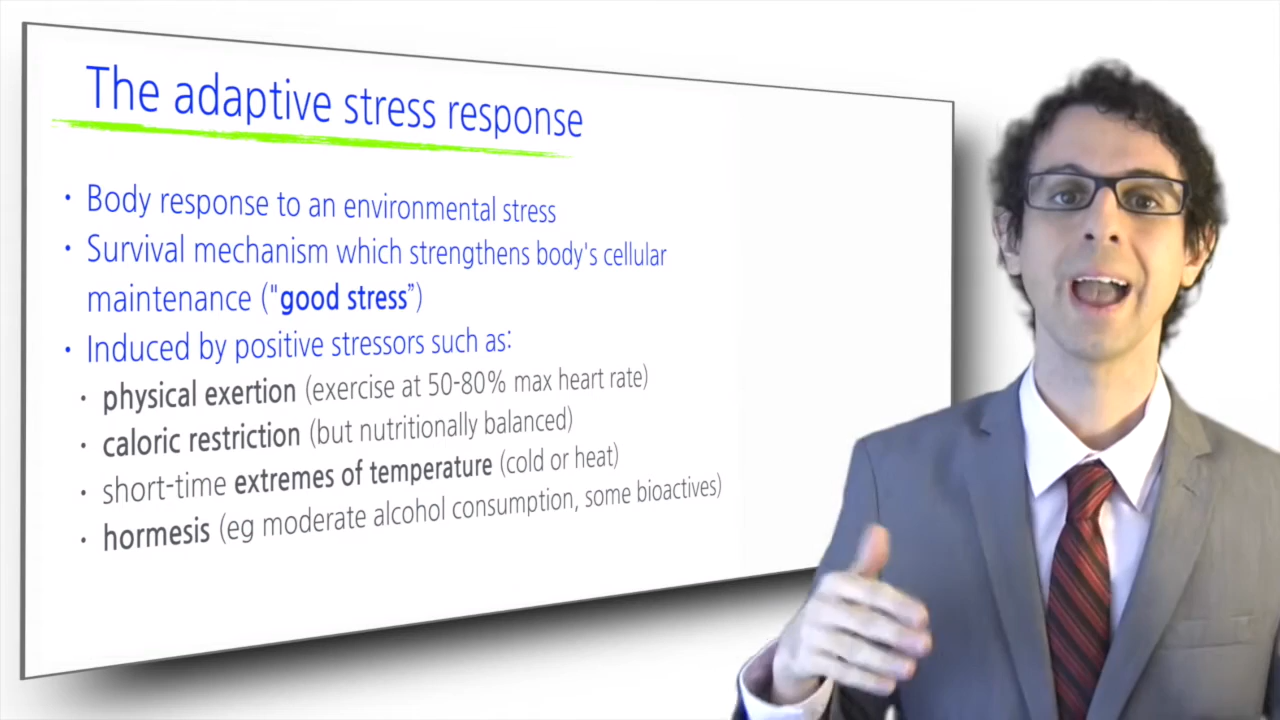 The adaptive stress response
• Body response to an environmental stress
• Survival mechanism which strengthens body's cellular
maintenance ("good stress”)
• Induced by positive stressors such as:
• physical exertion (exercise at 50-80% max heart rate)
• caloric restriction (but nutritionally balanced)
• short-time extremes of temperature (cold or heat)
• hormesis (eg moderate alcohol consumption, some bioactives)